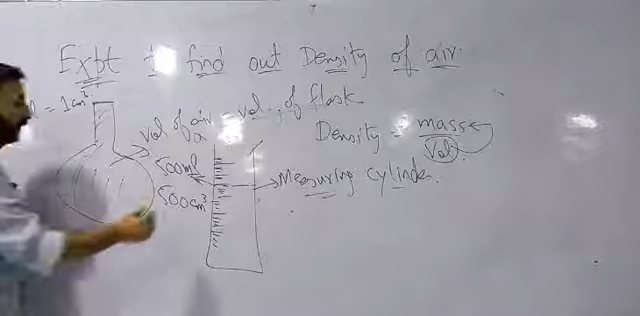 Expt to find out Density of air.
= 1cm³.
vol of air = vol. of flask
Density = mass
Vol
500ml
500cm³
Measuring cylinder.